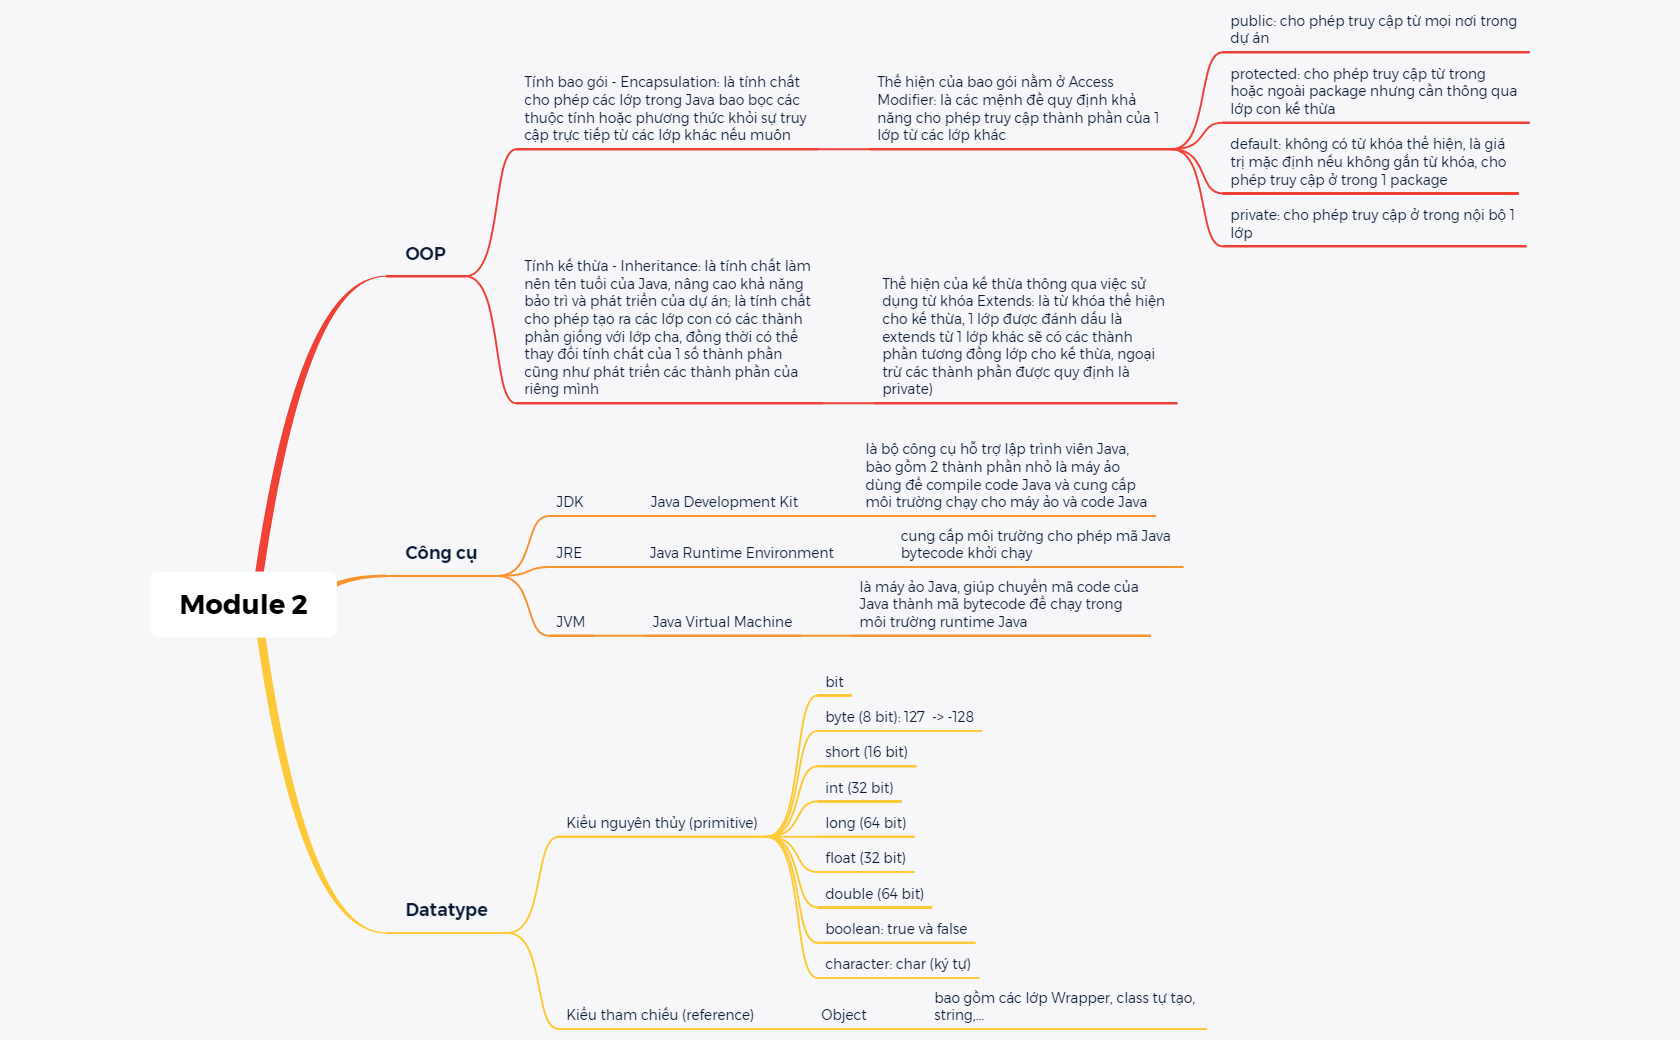 Module 2
OOP
Tính bao gói - Encapsulation: là tính chất
cho phép các lớp trong Java bao bọc các
thuộc tính hoặc phương thức khỏi sự truy
cập trực tiếp từ các lớp khác nếu muôn
Thể hiện của bao gói nằm ở Access
Modifier: là các mệnh đề quy định khả
năng cho phép truy cập thành phần của 1
lớp từ các lớp khác
public: cho phép truy cập từ mọi nơi trong
dự án
protected: cho phép truy cập từ trong
hoặc ngoài package nhưng cần thông qua
lớp con kế thừa
default: không có từ khóa thể hiện, là giá
trị mặc định nếu không gắn từ khóa, cho
phép truy cập ở trong 1 package
private: cho phép truy cập ở trong nội bộ 1
lớp
Tính kế thừa - Inheritance: là tính chất làm
nên tên tuổi của Java, nâng cao khả năng
bảo trì và phát triển của dự án; là tính chất
cho phép tạo ra các lớp con có các thành
phần giống với lớp cha, đồng thời có thể
thay đổi tính chất của 1 số thành phần
cũng như phát triển các thành phần của
riêng mình
Thể hiện của kế thừa thông qua việc sử
dụng từ khóa Extends: là từ khóa thể hiện
cho kế thừa, 1 lớp được đánh dấu là
extends từ 1 lớp khác sẽ có các thành
phần tương đồng lớp cho kế thừa, ngoại
trừ các thành phần được quy định là
private)
Công cụ
JDK
Java Development Kit
là bộ công cụ hỗ trợ lập trình viên Java,
bào gồm 2 thành phần nhỏ là máy ảo
dùng để compile code Java và cung cấp
môi trường chạy cho máy ảo và code Java
JRE
Java Runtime Environment
cung cấp môi trường cho phép mã Java
bytecode khởi chạy
JVM
Java Virtual Machine
là máy ảo Java, giúp chuyển mã code của
Java thành mã bytecode để chạy trong
môi trường runtime Java
Datatype
Kiểu nguyên thủy (primitive)
bit
byte (8 bit): 127 -> -128
short (16 bit)
int (32 bit)
long (64 bit)
float (32 bit)
double (64 bit)
boolean: true và false
character: char (ký tự)
Kiểu tham chiếu (reference)
Object
bao gồm các lớp Wrapper, class tự tạo,
string,...